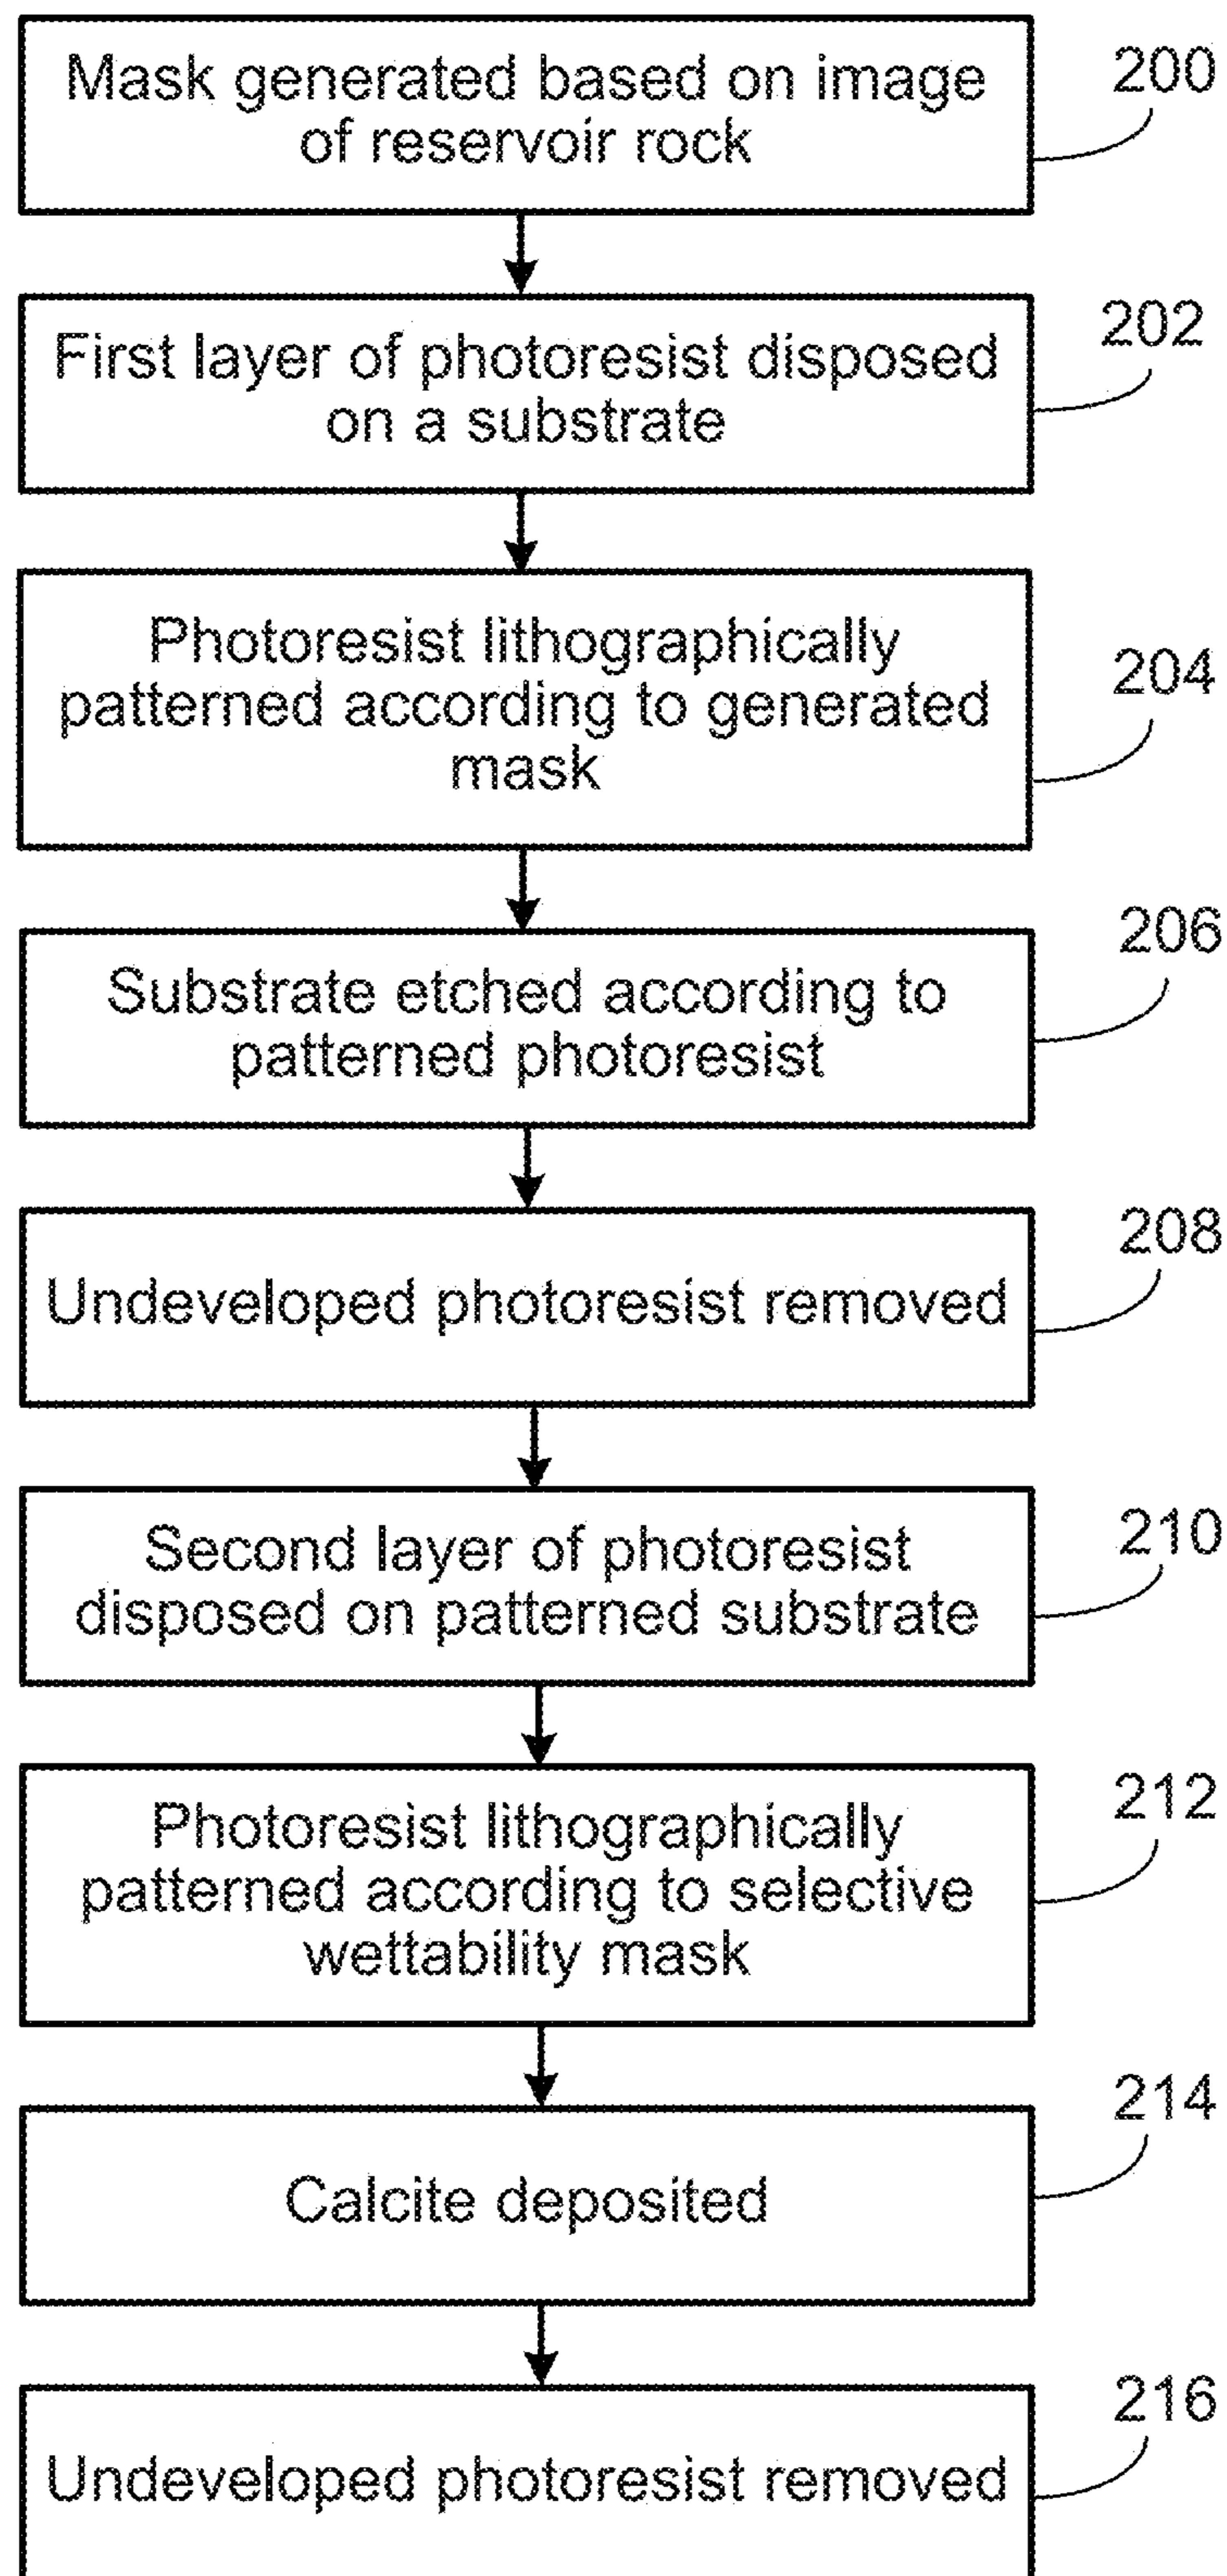 Mask generated based on image
of reservoir rock
200
First layer of photoresist disposed
on a substrate
202
Photoresist lithographically
patterned according to generated
mask
204
Substrate etched according to
patterned photoresist
206
Undeveloped photoresist removed
208
Second layer of photoresist
disposed on patterned substrate
210
Photoresist lithographically
patterned according to selective
wettability mask
212
Calcite deposited
214
Undeveloped photoresist removed
216